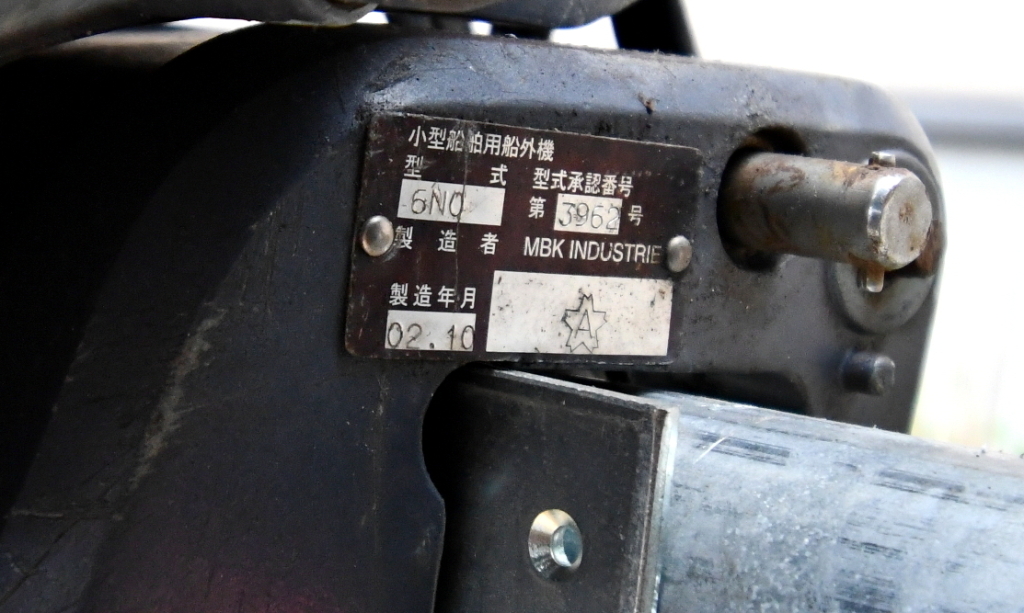 小型船舶用船外機
型 式 型式承認番号
6N0 第 3962 号
製 造 者 MBK INDUSTRIE
製造年月
02.10
A